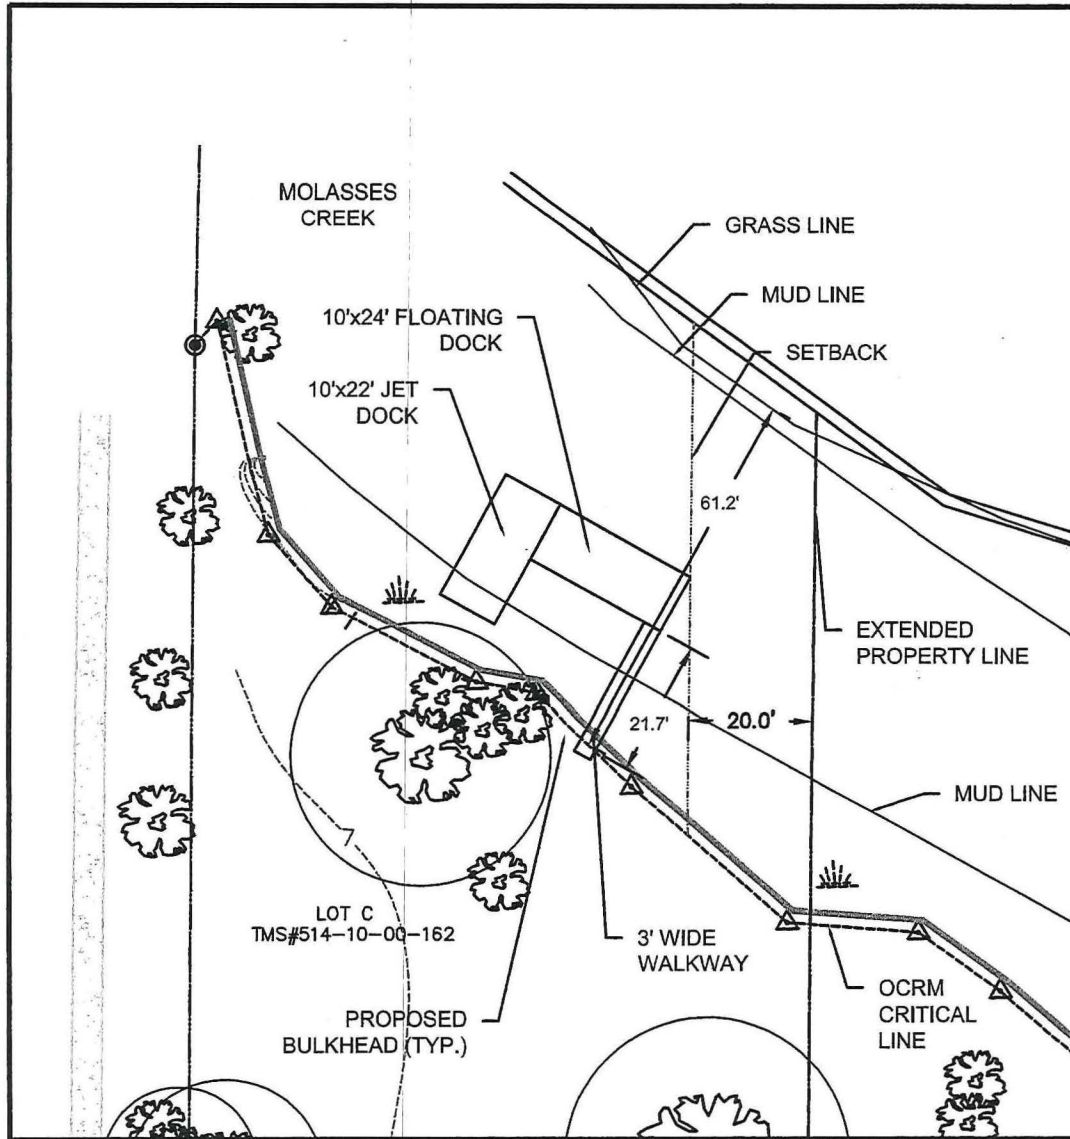 MOLASSES
CREEK
GRASS LINE
MUD LINE
10'x24' FLOATING
DOCK
SETBACK
10'x22' JET
DOCK
61.2'
EXTENDED
PROPERTY LINE
21.7'
20.0'
MUD LINE
LOT C
TMS#514-10-00-162
3' WIDE
WALKWAY
OCRM
CRITICAL
LINE
PROPOSED
BULKHEAD (TYP.)